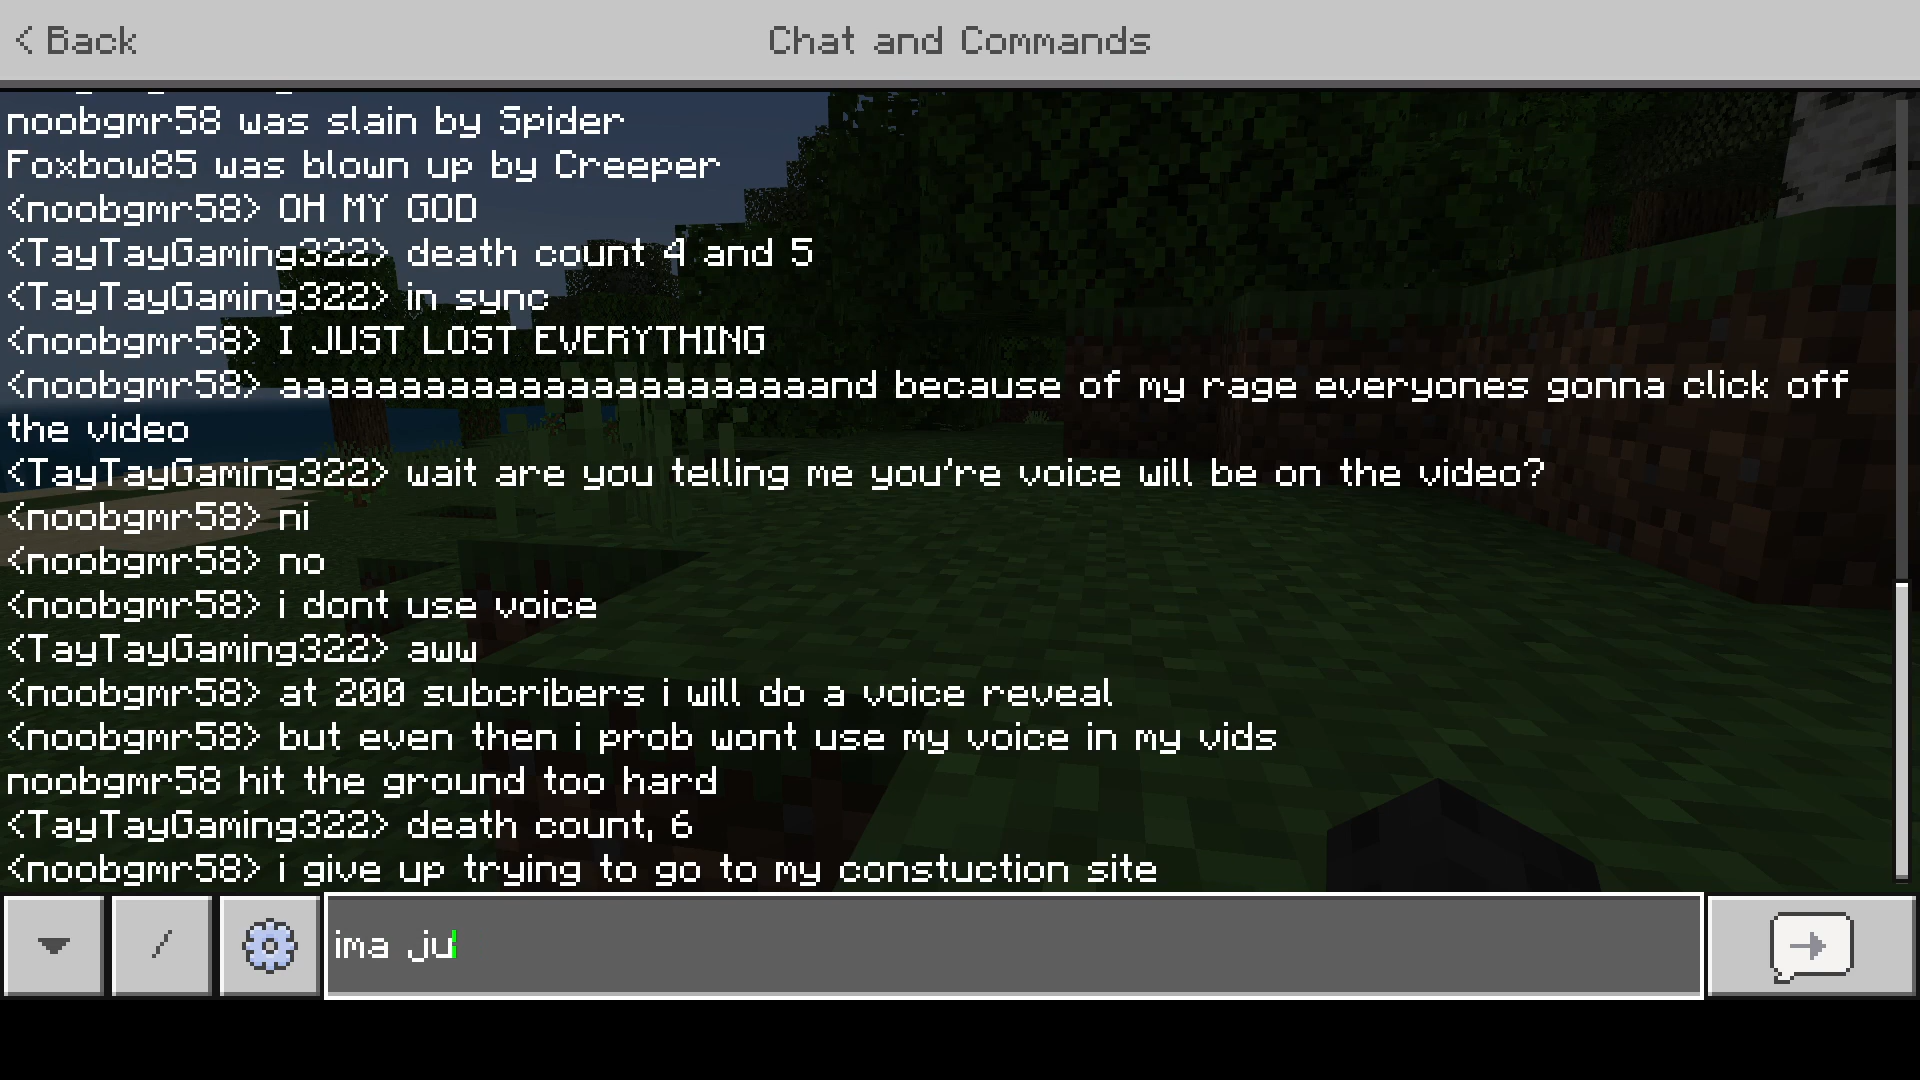 < Back
Chat and Commands
noobgmr58 was slain by Spider
Foxbow85 was blown up by Creeper
<noobgmr58> OH MY GOD
<TayTayGaming322> death count 4 and 5
<TayTayGaming322> in sync
<noobgmr58> I JUST LOST EVERYTHING
<noobgmr58> aaaaaaaaaaaaaaaaaaaaaaaand because of my rage everyones gonna click off
the video
<TayTayGaming322> wait are you telling me you're voice will be on the video?
<noobgmr58> ni
<noobgmr58> no
<noobgmr58> i dont use voice
<TayTayGaming322> aww
<noobgmr58> at 200 subcribers i will do a voice reveal
<noobgmr58> but even then i prob wont use my voice in my vids
noobgmr58 hit the ground too hard
<TayTayGaming322> death count, 6
<noobgmr58> i give up trying to go to my constuction site
/
ima ju